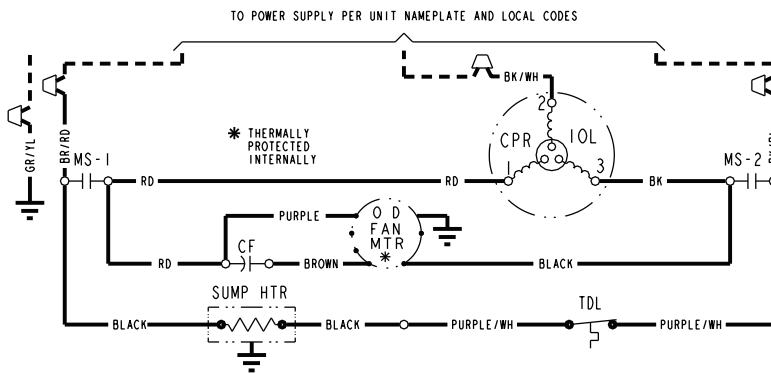 TO POWER SUPPLY PER UNIT NAMEPLATE AND LOCAL CODES
BK/WH
GR/YL
BR/RD
✱ THERMALLY
PROTECTED
INTERNALLY
2
CPR
IOL
1
3
MS-1
MS-2
RD
RD
BK
PURPLE
O D
FAN
MTR
✱
CF
RD
BROWN
BLACK
SUMP HTR
TDL
BLACK
BLACK
PURPLE/WH
PURPLE/WH